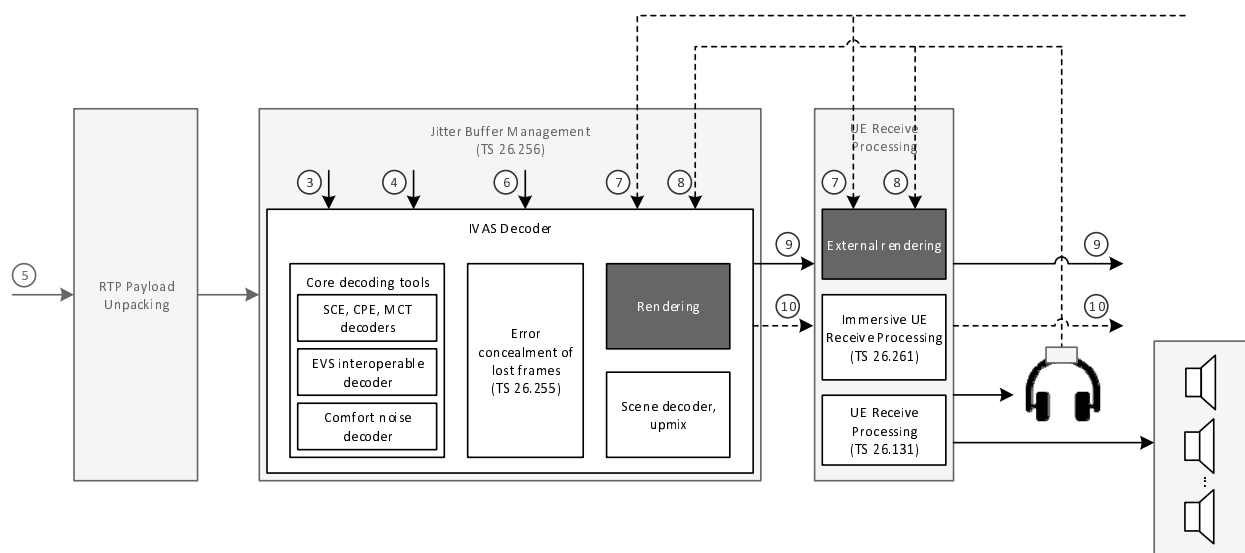 Jitter Buffer Management
(TS 26.256)
UE Receive
Processing
3
4
6
7
8
7
8
IVAS Decoder
9
External rendering
9
5
RTP Payload
Unpacking
Core decoding tools
SCE, CPE, MCT
decoders
EVS interoperable
decoder
Comfort noise
decoder
Error
concealment of
lost frames
(TS 26.255)
Rendering
Scene decoder,
upmix
10
Immersive UE
Receive Processing
(TS 26.261)
10
UE Receive
Processing
(TS 26.131)
...